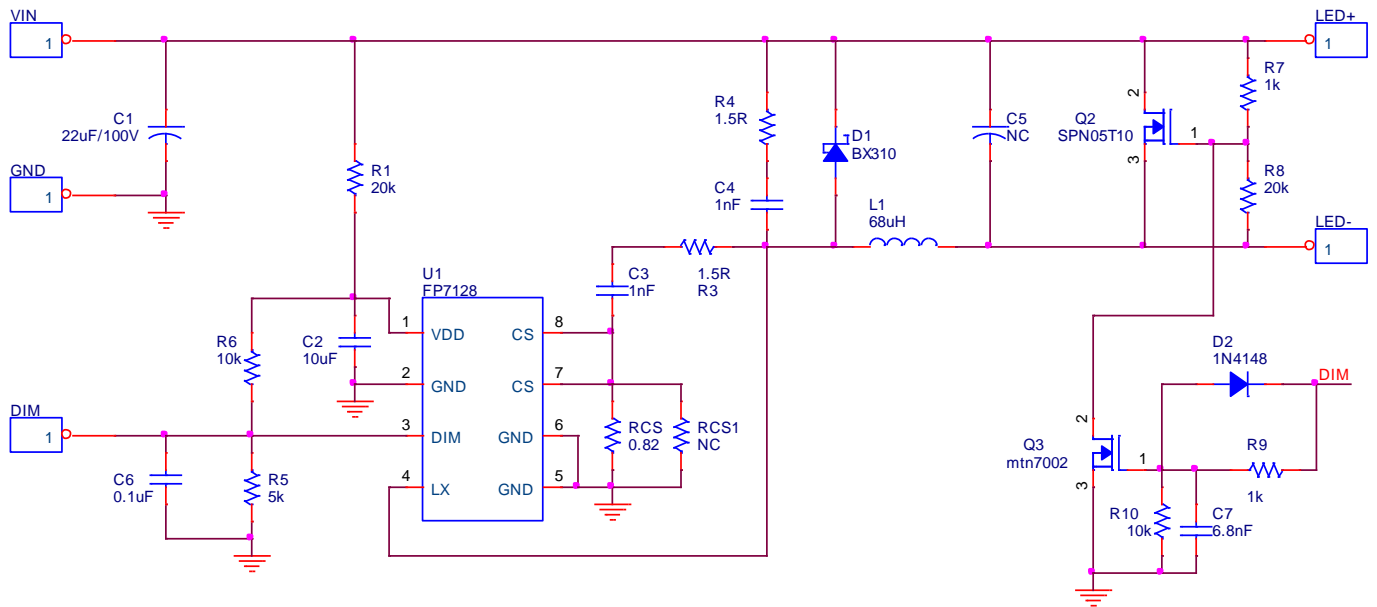 VIN
1
C1
22uF/100V
GND
1
R1
20k
R4
1.5R
C4
1nF
D1
BX310
C5
NC
L1
68uH
Q2
SPN05T10
2
1
3
R7
1k
R8
20k
LED+
1
LED-
1
C3
1nF
1.5R
R3
U1
FP7128
1
VDD
2
GND
3
DIM
4
LX
CS
8
CS
7
GND
6
GND
5
R6
10k
C2
10uF
DIM
1
C6
0.1uF
R5
5k
RCS
0.82
RCS1
NC
D2
1N4148
DIM
Q3
mtn7002
2
1
3
R9
1k
R10
10k
C7
6.8nF